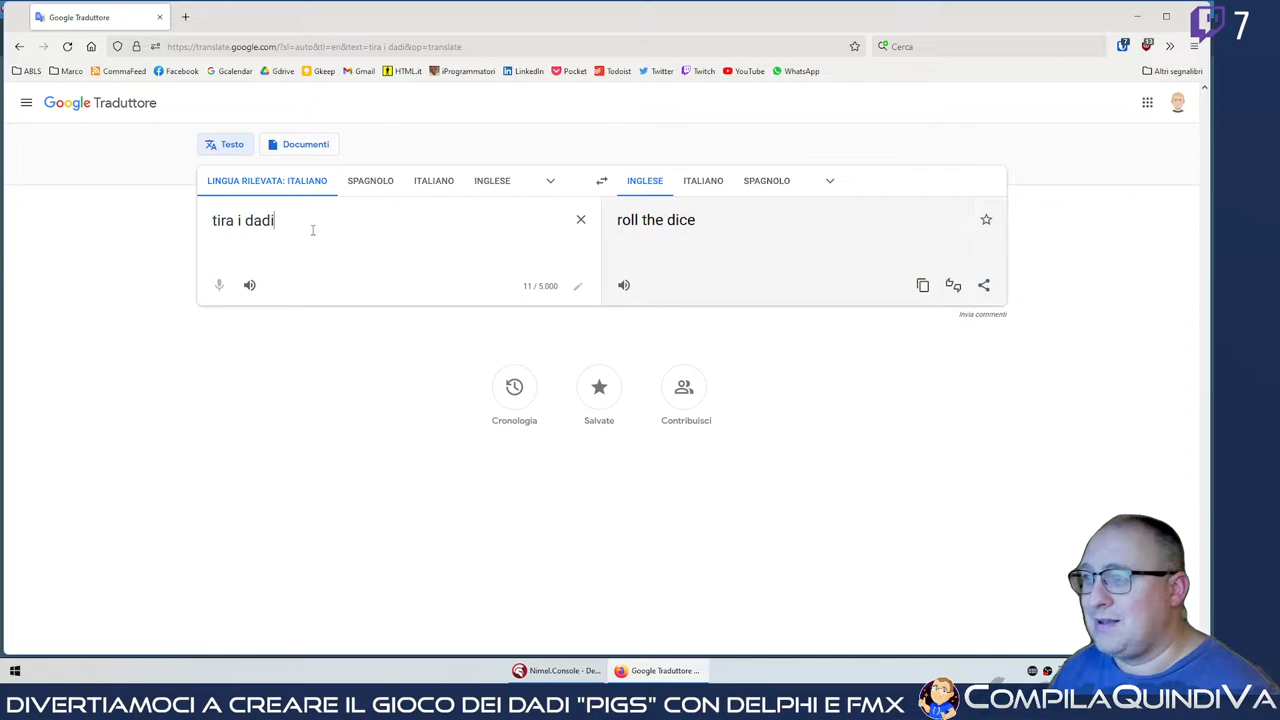 Google Traduttore
7
https://translate.google.com/?sl=auto&tl=en&text=tira i dadi&op=translate
Cerca
ABLS
Marco
CommaFeed
Facebook
Gcalendar
Gdrive
Gkeep
Gmail
HTML.it
iProgrammatori
LinkedIn
Pocket
Todoist
Twitter
Twitch
YouTube
WhatsApp
Altri segnalibri
Google Traduttore
Testo
Documenti
LINGUA RILEVATA: ITALIANO
SPAGNOLO
ITALIANO
INGLESE
INGLESE
ITALIANO
SPAGNOLO
tira i dadi
roll the dice
11 / 5.000
Invia commenti
Cronologia
Salvate
Contribuisci
Nimel.Console - De...
Google Traduttore ...
DIVERTIAMOCI A CREARE IL GIOCO DEI DADI "PIGS" CON DELPHI E FMX
COMPILAQUINDIVA